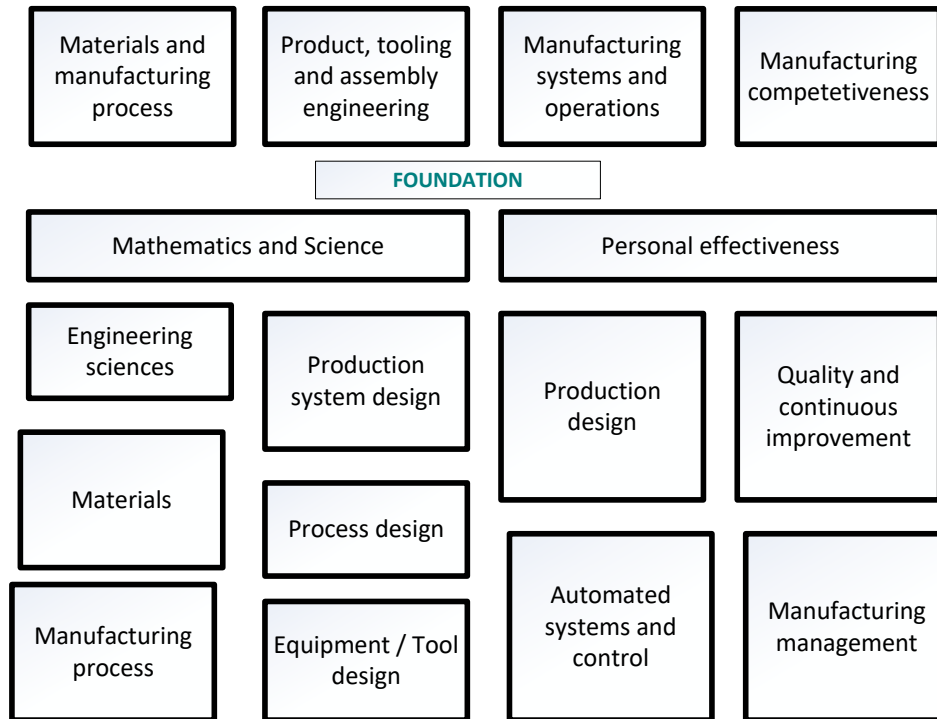 Materials and
manufacturing
process
Product, tooling
and assembly
engineering
Manufacturing
systems and
operations
Manufacturing
competetiveness
FOUNDATION
Mathematics and Science
Personal effectiveness
Engineering
sciences
Production
system design
Production
design
Quality and
continuous
improvement
Materials
Process design
Manufacturing
process
Equipment / Tool
design
Automated
systems and
control
Manufacturing
management